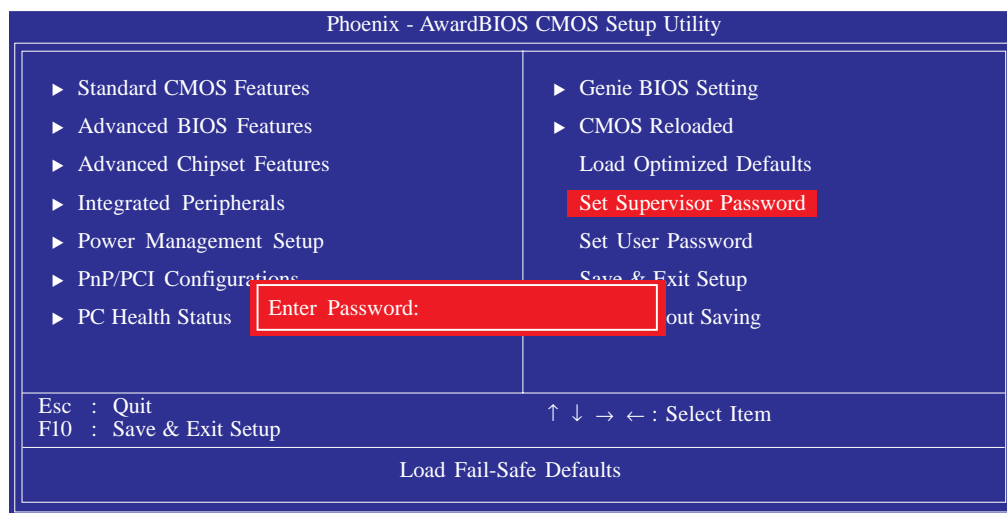 Phoenix - AwardBIOS CMOS Setup Utility
▶ Standard CMOS Features
▶ Advanced BIOS Features
▶ Advanced Chipset Features
▶ Integrated Peripherals
▶ Power Management Setup
▶ PnP/PCI Configurations
▶ PC Health Status
▶ Genie BIOS Setting
▶ CMOS Reloaded
Load Optimized Defaults
Set Supervisor Password
Set User Password
Save & Exit Setup
out Saving
Enter Password:
Esc : Quit
F10 : Save & Exit Setup
↑ ↓ → ← : Select Item
Load Fail-Safe Defaults